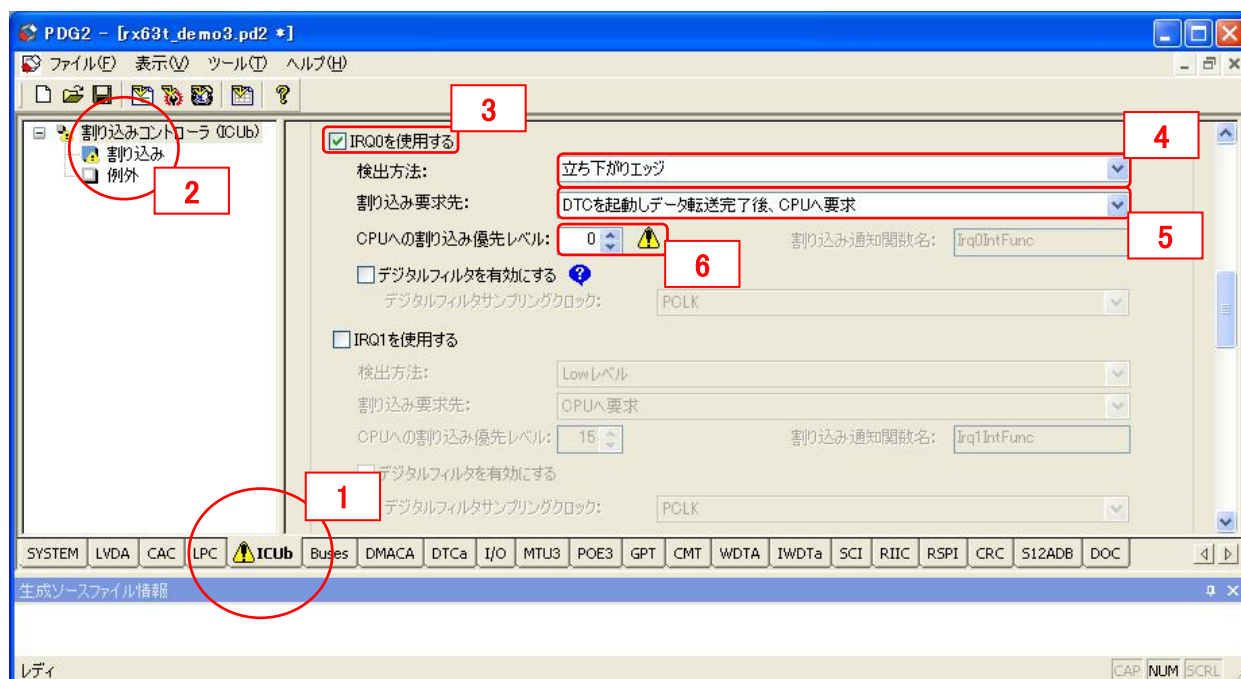 PDG2 - [rx63t_demo3.pd2 *]
ファイル(F) 表示(V) ツール(T) ヘルプ(H)
割り込みコントローラ (ICUb)
割り込み
例外
2
3
IRQ0を使用する
4
検出方法: 立ち下がりエッジ
割り込み要求先: DTCを起動しデータ転送完了後、CPUへ要求
5
CPUへの割り込み優先レベル: 0 割り込み通知関数名: Irq0IntFunc
6
デジタルフィルタを有効にする
デジタルフィルタサンプリングクロック: PCLK
IRQ1を使用する
検出方法: Lowレベル
割り込み要求先: CPUへ要求
CPUへの割り込み優先レベル: 15 割り込み通知関数名: Irq1IntFunc
デジタルフィルタを有効にする
デジタルフィルタサンプリングクロック: PCLK
1
SYSTEM LVDA CAC LPC ICUb Buses DMACA DTCa I/O MTU3 POE3 GPT CMT WDTA IWDTa SCI RIIC RSPI CRC S12ADB DOC
生成ソースファイル情報
レディ
CAP NUM SCRL